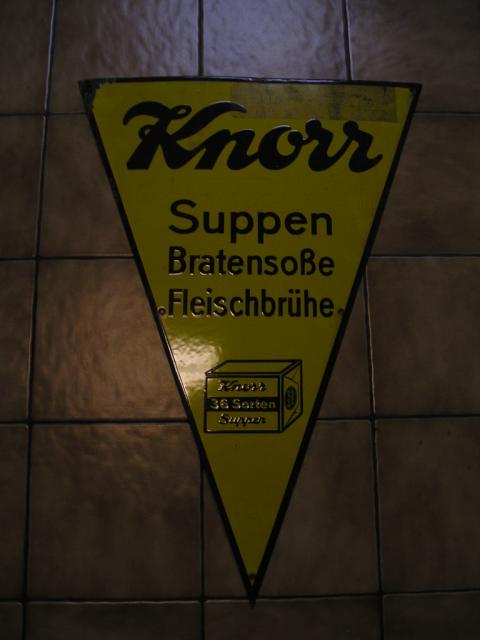 Knorr
Suppen
Bratensoße
Fleischbrühe
Knorr
36 Sorten
Suppen